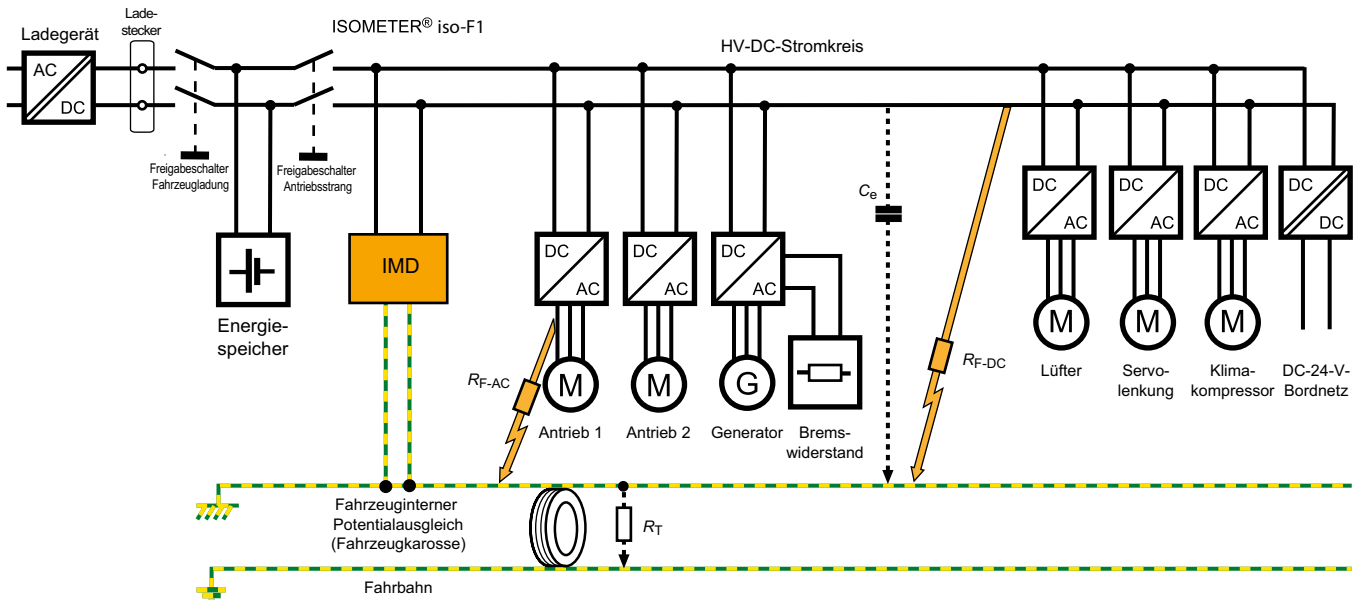 Ladegerät
Lade-
stecker
ISOMETER® iso-F1
HV-DC-Stromkreis
AC
DC
Freigabeschalter
Fahrzeugladung
Freigabeschalter
Antriebsstrang
Energie-
speicher
IMD
DC
AC
DC
AC
DC
AC
Ce
DC
AC
DC
AC
DC
AC
DC
DC
M
M
G
M
M
M
RF-AC
RF-DC
Antrieb 1
Antrieb 2
Generator
Brems-
widerstand
Lüfter
Servo-
lenkung
Klima-
kompressor
DC-24-V-
Bordnetz
Fahrzeuginterner
Potentialausgleich
(Fahrzeugkarosse)
RT
Fahrbahn